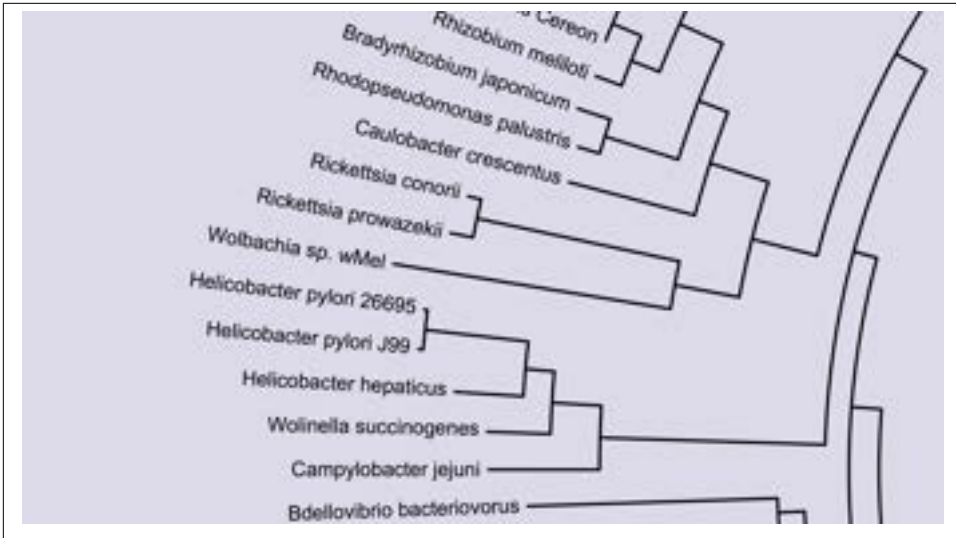 Cereon
Rhizobium meliloti
Bradyrhizobium japonicum
Rhodopseudomonas palustris
Caulobacter crescentus
Rickettsia conorii
Rickettsia prowazekii
Wolbachia sp. wMel
Helicobacter pylori 26695
Helicobacter pylori J99
Helicobacter hepaticus
Wolinella succinogenes
Campylobacter jejuni
Bdellovibrio bacteriovorus